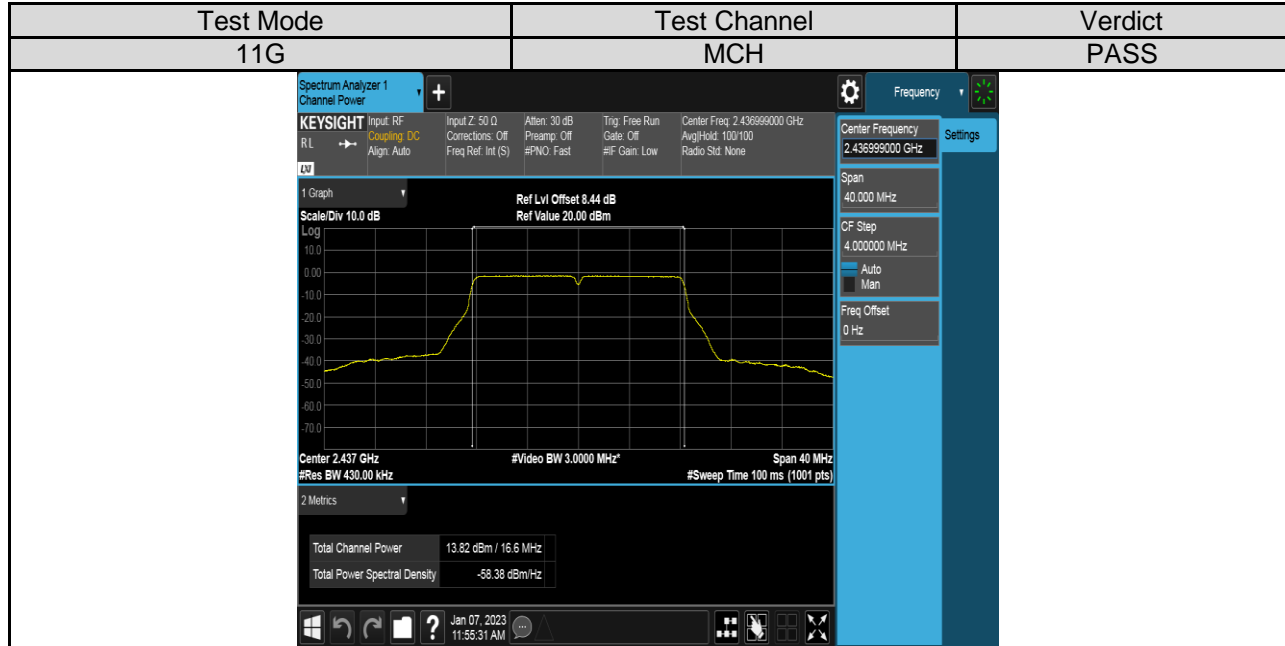 Test Mode Test Channel Verdict
11G MCH PASS
Spectrum Analyzer 1
Channel Power
+
Frequency
KEYSIGHT Input: RF Input Z: 50 Ω Atten: 30 dB Trig: Free Run Center Freq: 2.436999000 GHz
RL Coupling: DC Corrections: Off Preamp: Off Gate: Off Avg|Hold: 100/100
Align: Auto Freq Ref: Int (S) #PNO: Fast #IF Gain: Low Radio Std: None
LXI
Center Frequency
2.436999000 GHz
Settings
Span
40.000 MHz
CF Step
4.000000 MHz
Auto
Man
Freq Offset
0 Hz
1 Graph
Ref Lvl Offset 8.44 dB
Scale/Div 10.0 dB Ref Value 20.00 dBm
Log
10.0
0.00
-10.0
-20.0
-30.0
-40.0
-50.0
-60.0
-70.0
Center 2.437 GHz #Video BW 3.0000 MHz* Span 40 MHz
#Res BW 430.00 kHz #Sweep Time 100 ms (1001 pts)
2 Metrics
Total Channel Power 13.82 dBm / 16.6 MHz
Total Power Spectral Density -58.38 dBm/Hz
? Jan 07, 2023
11:55:31 AM